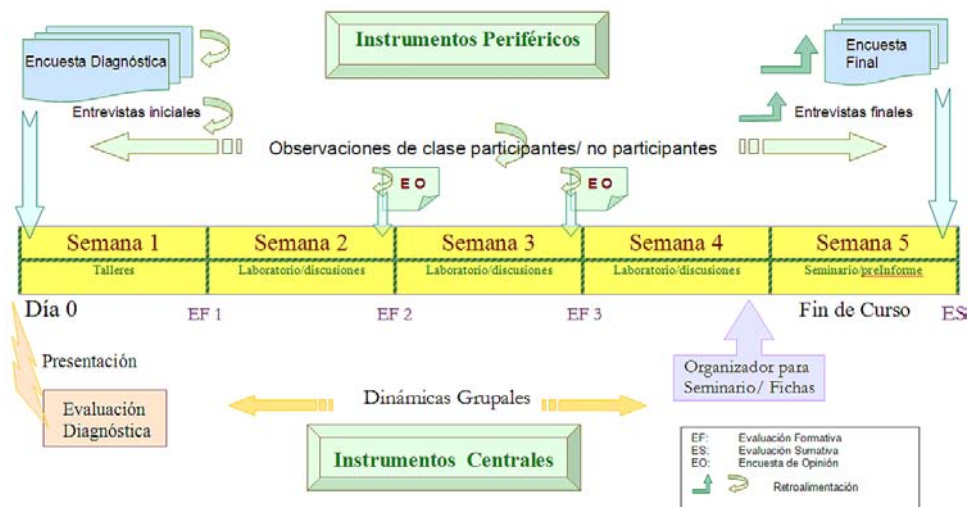 Instrumentos Periféricos
Encuesta Diagnóstica
Encuesta
Final
Entrevistas iniciales
Entrevistas finales
Observaciones de clase participantes/ no participantes
E O
E O
Semana 1
Semana 2
Semana 3
Semana 4
Semana 5
Talleres
Laboratorio/discusiones
Laboratorio/discusiones
Laboratorio/discusiones
Seminario/preInforme
Día 0
EF 1
EF 2
EF 3
Fin de Curso
ES
Presentación
Evaluación
Diagnóstica
Dinámicas Grupales
Organizador para
Seminario/ Fichas
Instrumentos Centrales
EF: Evaluación Formativa
ES: Evaluación Sumativa
EO: Encuesta de Opinión
Retroalimentación